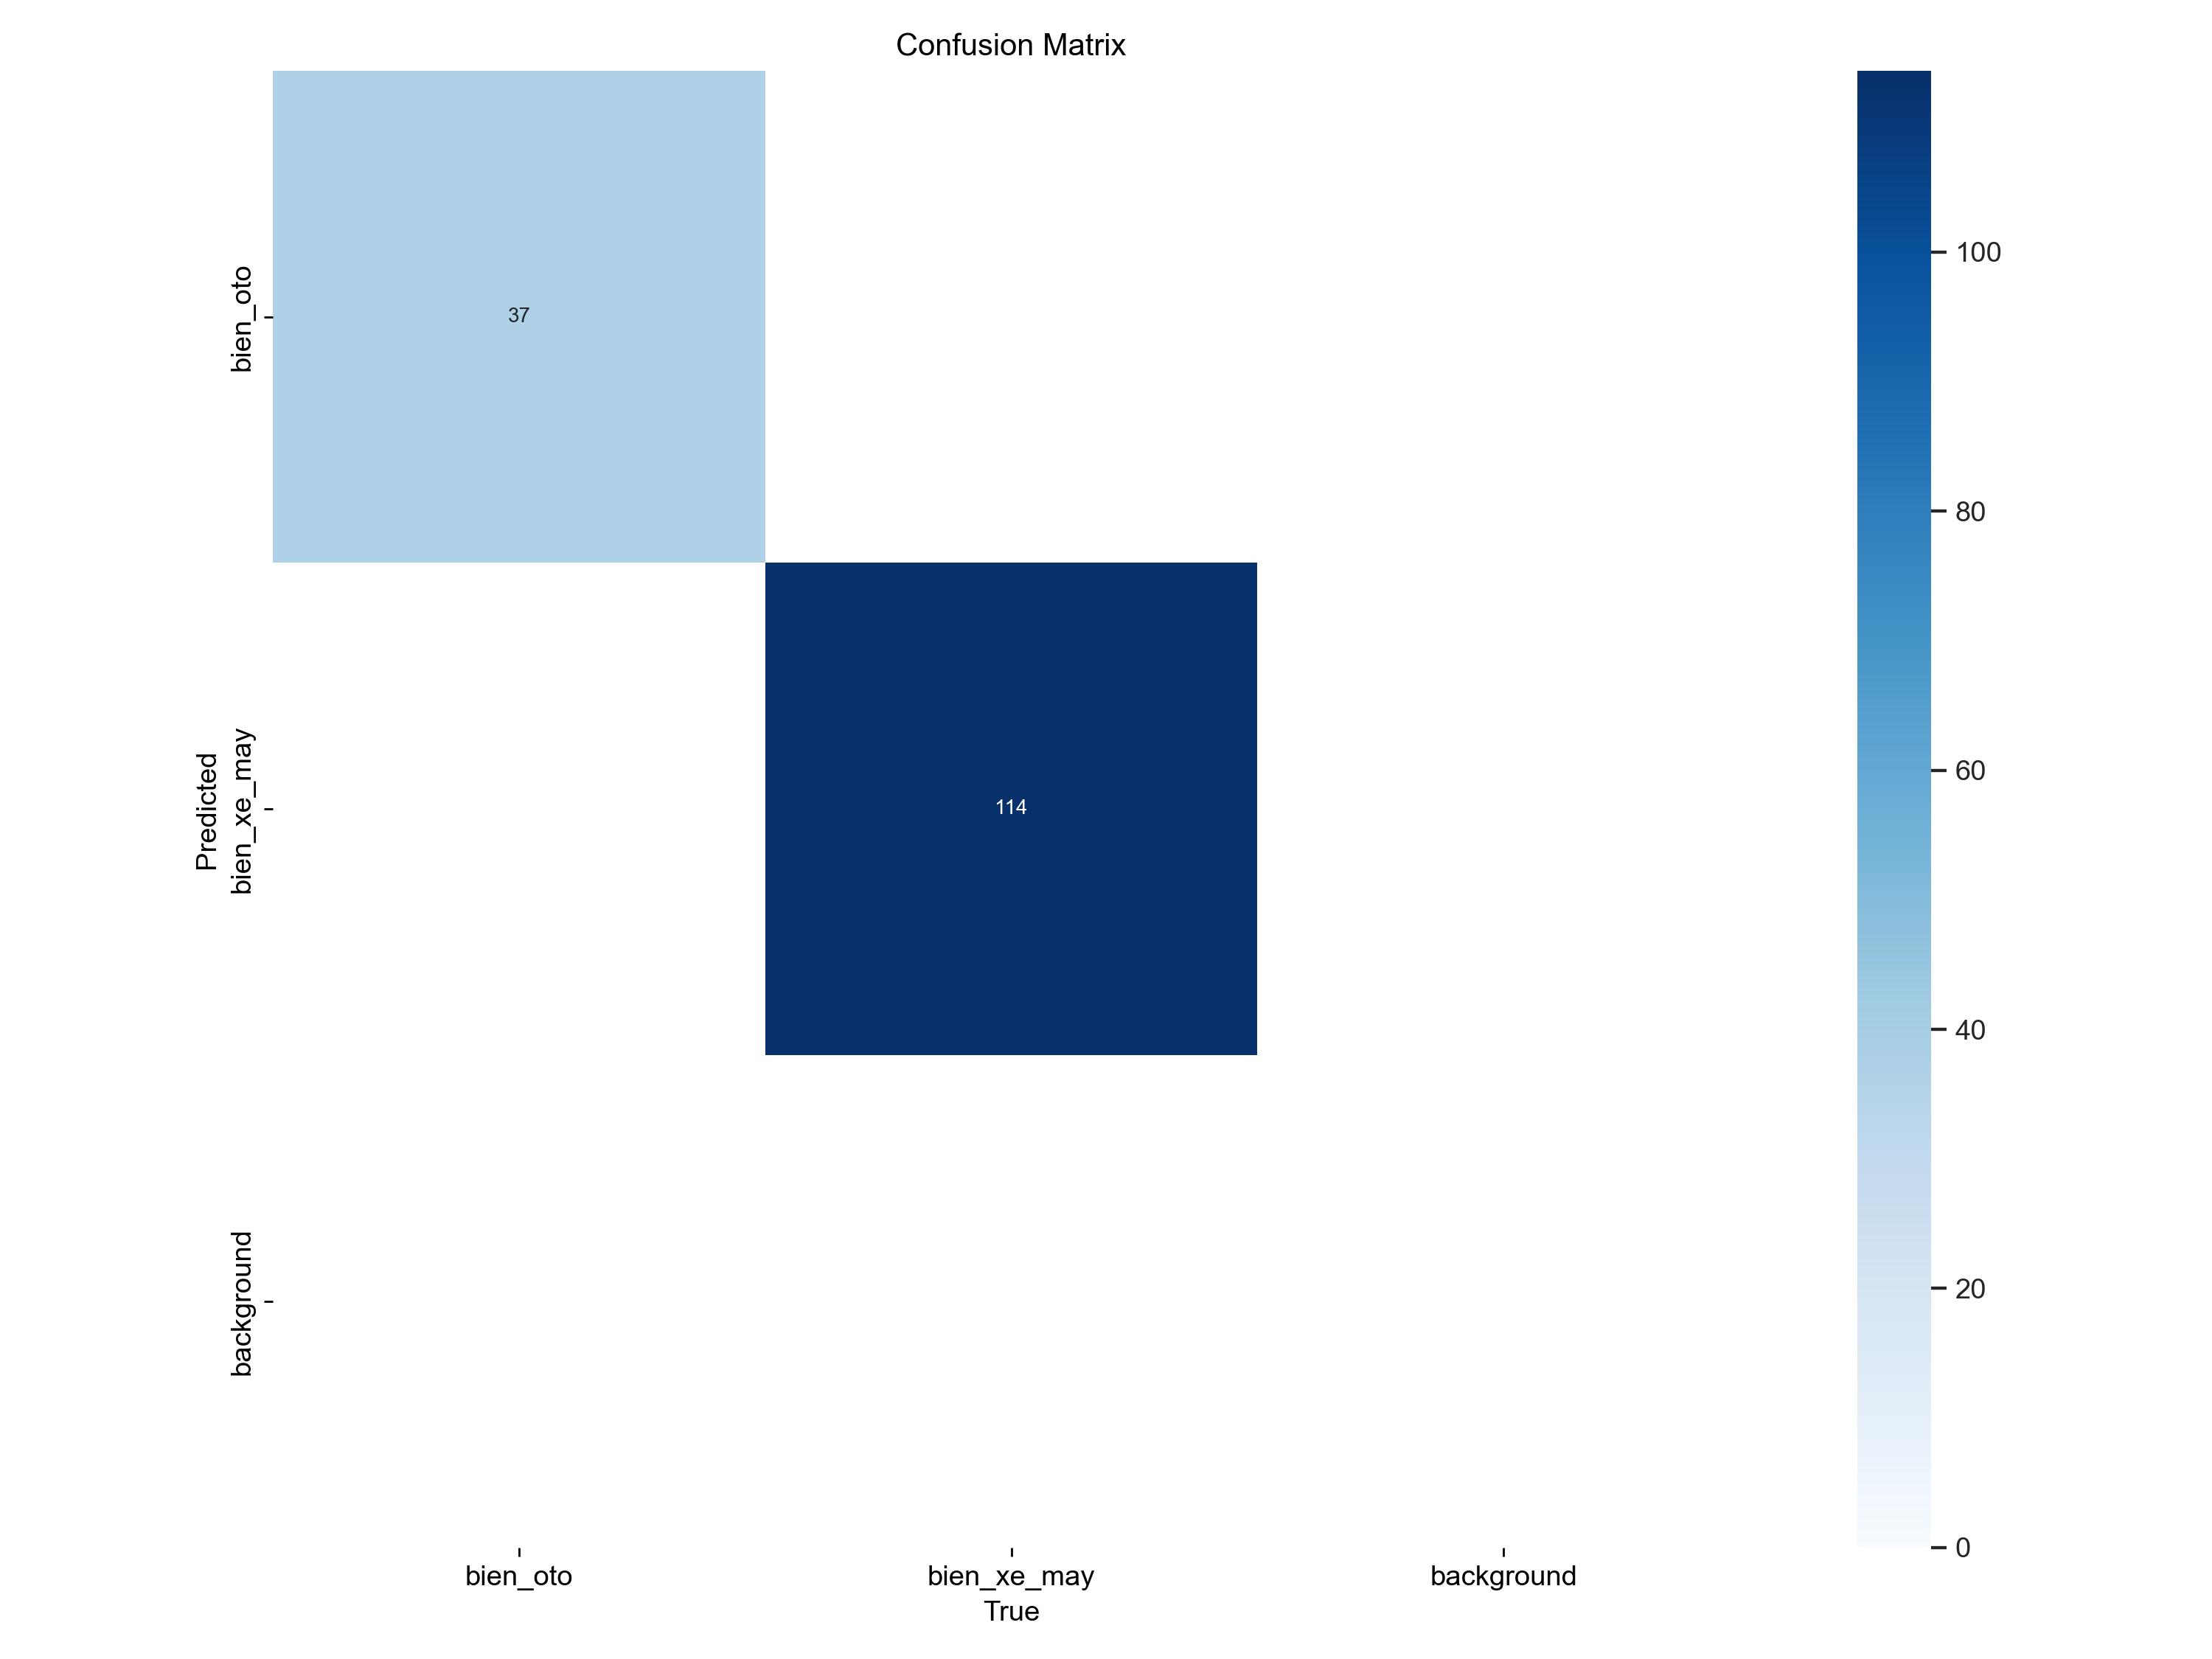 Confusion Matrix
Predicted
bien_oto
bien_xe_may
background
37
114
bien_oto
bien_xe_may
background
True
100
80
60
40
20
0